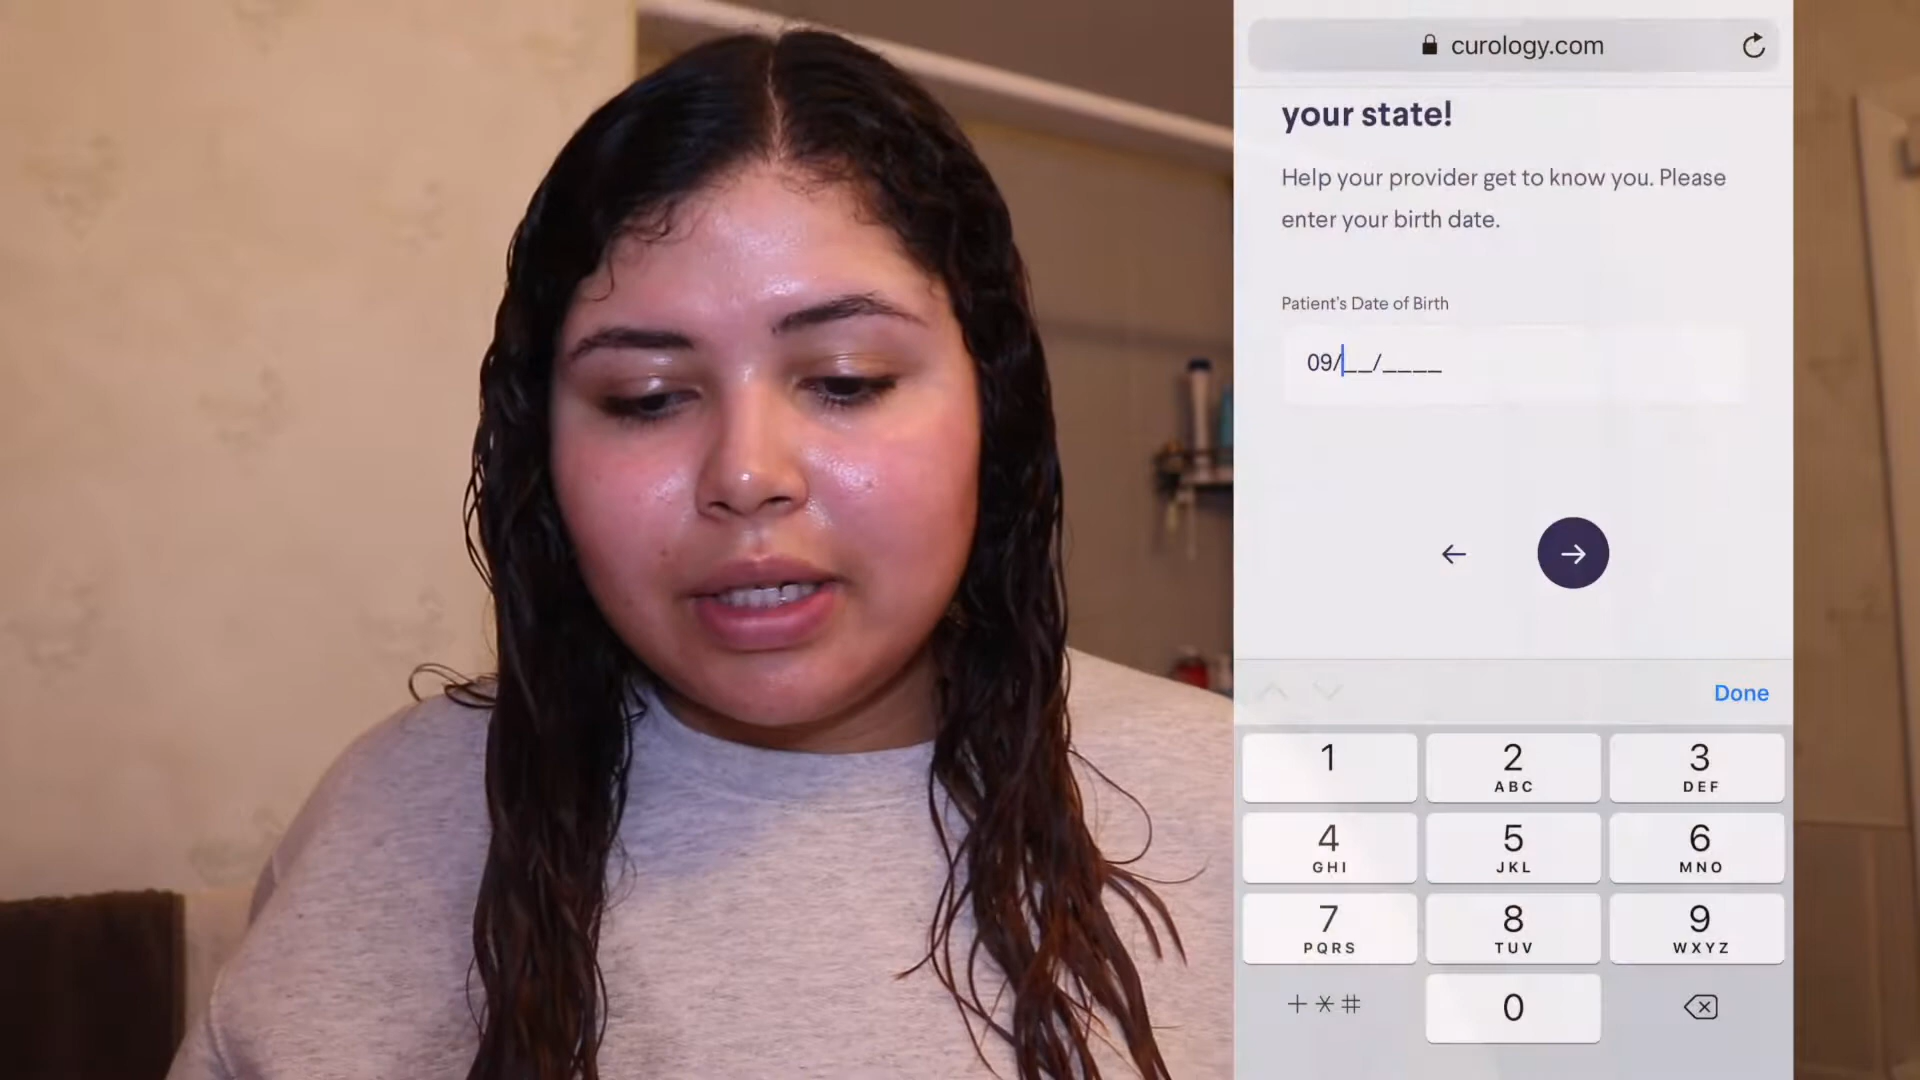 curology.com
your state!
Help your provider get to know you. Please
enter your birth date.
Patient's Date of Birth
09/__/____
Done
1
2
ABC
3
DEF
4
GHI
5
JKL
6
MNO
7
PQRS
8
TUV
9
WXYZ
+*#
0